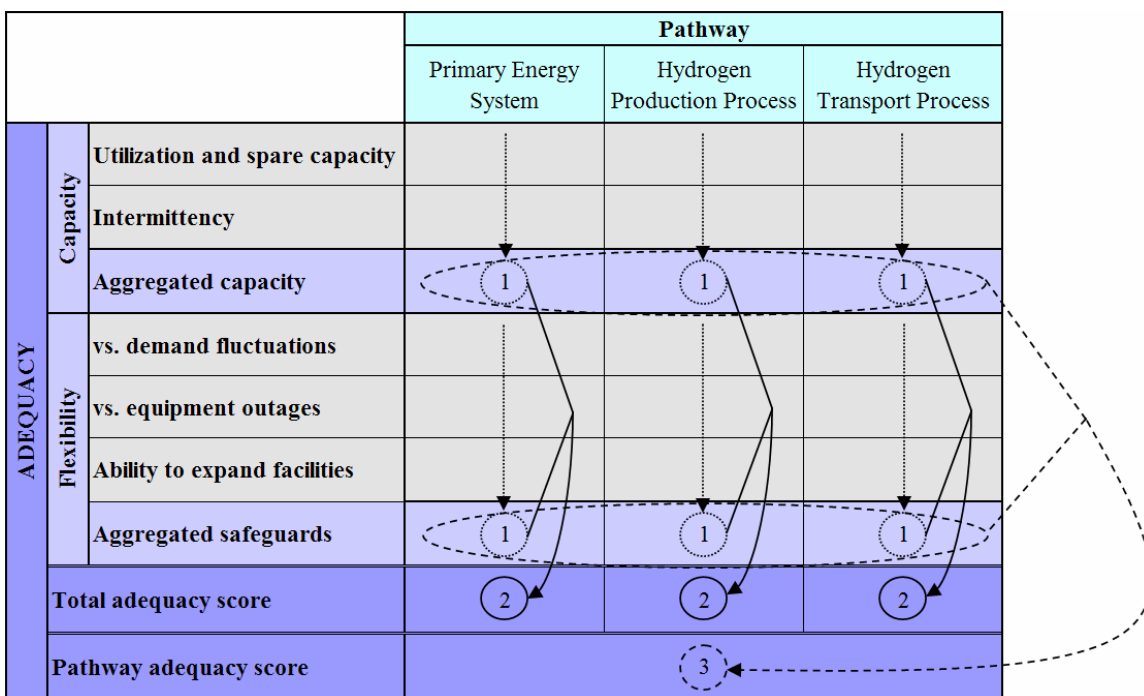 Pathway
Primary Energy
System
Hydrogen
Production Process
Hydrogen
Transport Process
ADEQUACY
Capacity
Utilization and spare capacity
Intermittency
Aggregated capacity
1
1
1
Flexibility
vs. demand fluctuations
vs. equipment outages
Ability to expand facilities
Aggregated safeguards
1
1
1
Total adequacy score
2
2
2
Pathway adequacy score
3